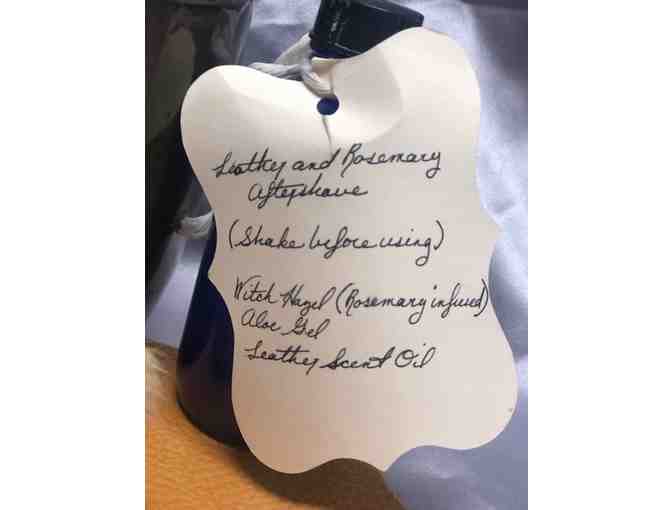 Leather and Rosemary
Aftershave
(Shake before using)
Witch Hazel (Rosemary infused)
Aloe Gel
Leather Scent Oil